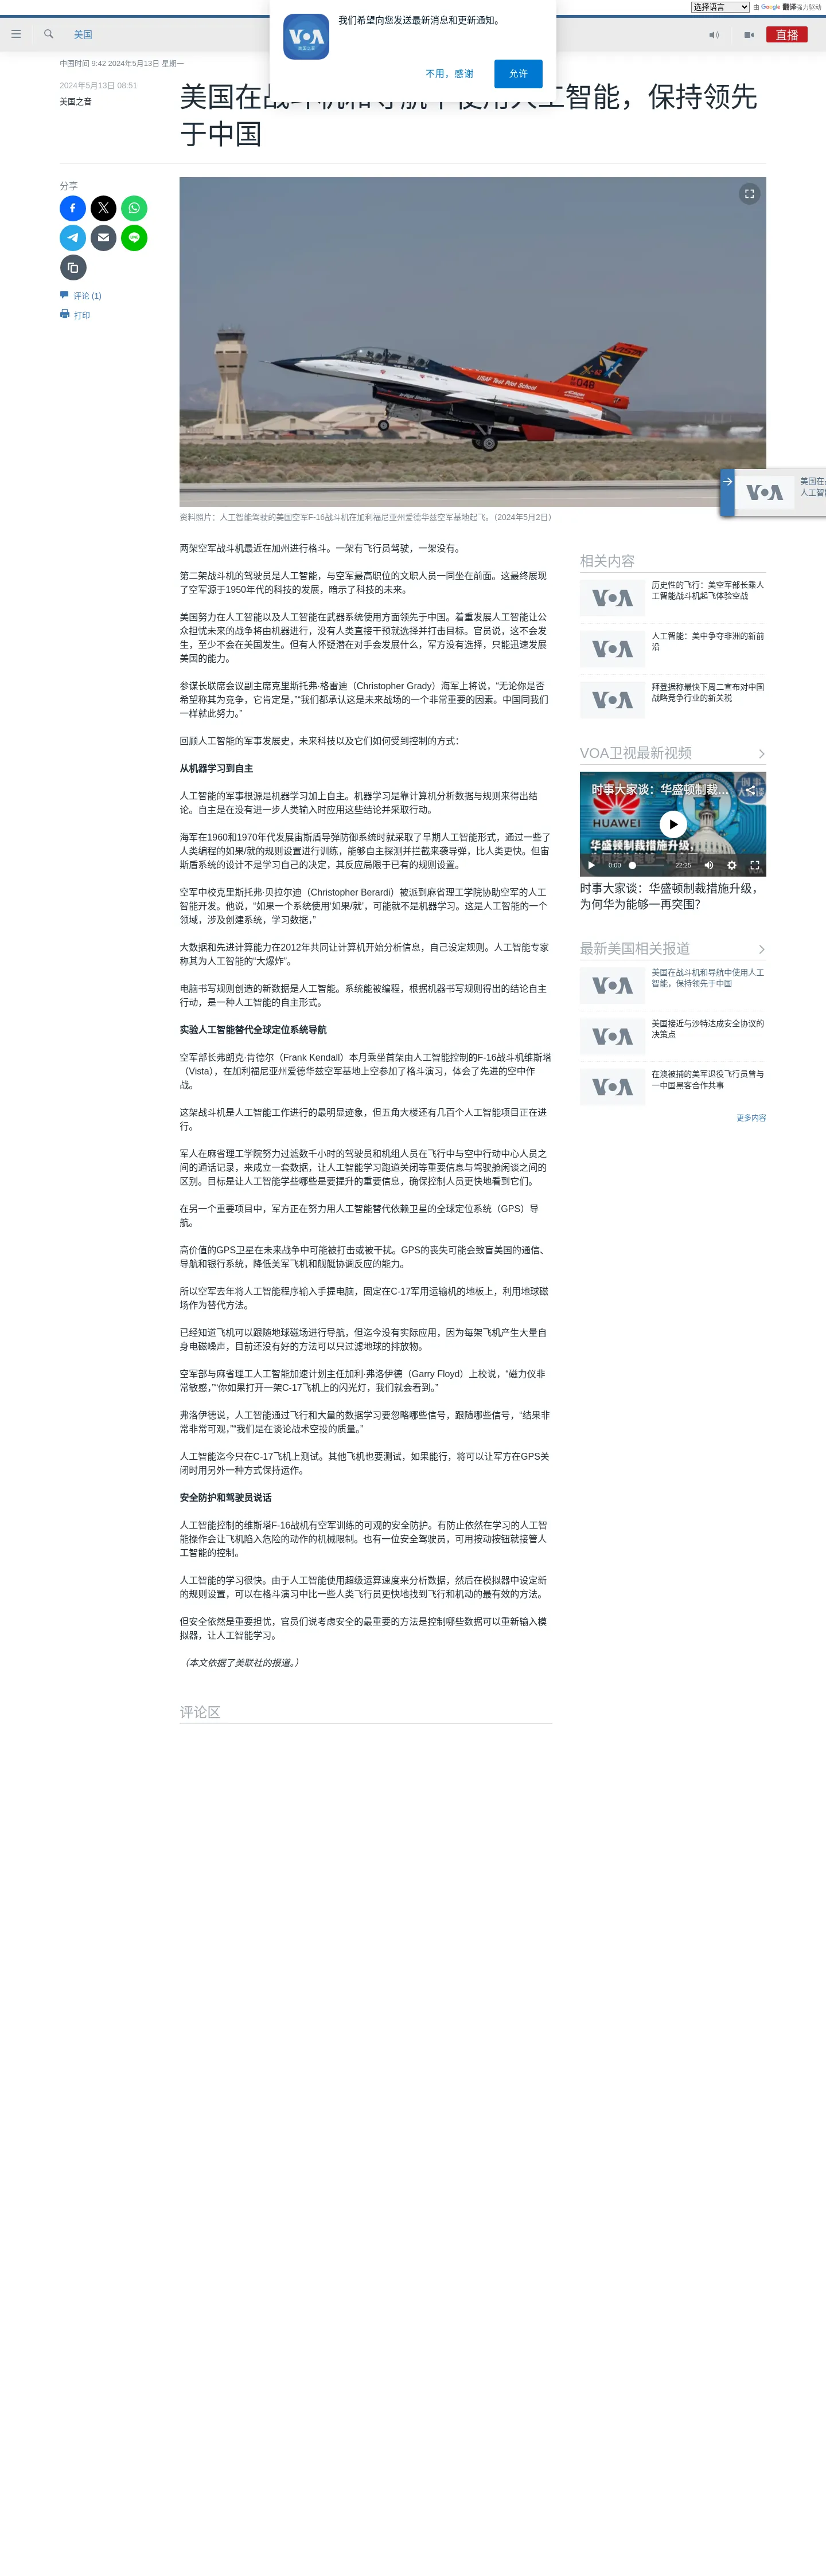 选择语言 由 Google 翻译强力驱动
我们希望向您发送最新消息和更新通知。
不用，感谢
允许
美国
直播
中国时间 9:42 2024年5月13日 星期一
2024年5月13日 08:51
美国之音
美国在战斗机和导航中使用人工智能，保持领先
于中国
分享
评论 (1)
打印
USAF Test Pilot School
资料照片：人工智能驾驶的美国空军F-16战斗机在加利福尼亚州爱德华兹空军基地起飞。（2024年5月2日）
VOA
美国在
人工智
两架空军战斗机最近在加州进行格斗。一架有飞行员驾驶，一架没有。
第二架战斗机的驾驶员是人工智能，与空军最高职位的文职人员一同坐在前面。这最终展现
了空军源于1950年代的科技的发展，暗示了科技的未来。
美国努力在人工智能以及人工智能在武器系统使用方面领先于中国。着重发展人工智能让公
众担忧未来的战争将由机器进行，没有人类直接干预就选择并打击目标。官员说，这不会发
生，至少不会在美国发生。但有人怀疑潜在对手会发展什么，军方没有选择，只能迅速发展
美国的能力。
参谋长联席会议副主席克里斯托弗·格雷迪（Christopher Grady）海军上将说，“无论你是否
希望称其为竞争，它肯定是，”“我们都承认这是未来战场的一个非常重要的因素。中国同我们
一样就此努力。”
回顾人工智能的军事发展史，未来科技以及它们如何受到控制的方式：
从机器学习到自主
人工智能的军事根源是机器学习加上自主。机器学习是靠计算机分析数据与规则来得出结
论。自主是在没有进一步人类输入时应用这些结论并采取行动。
海军在1960和1970年代发展宙斯盾导弹防御系统时就采取了早期人工智能形式，通过一些了
人类编程的如果/就的规则设置进行训练，能够自主探测并拦截来袭导弹，比人类更快。但宙
斯盾系统的设计不是学习自己的决定，其反应局限于已有的规则设置。
空军中校克里斯托弗·贝拉尔迪（Christopher Berardi）被派到麻省理工学院协助空军的人工
智能开发。他说，“如果一个系统使用‘如果/就’，可能就不是机器学习。这是人工智能的一个
领域，涉及创建系统，学习数据，”
大数据和先进计算能力在2012年共同让计算机开始分析信息，自己设定规则。人工智能专家
称其为人工智能的“大爆炸”。
电脑书写规则创造的新数据是人工智能。系统能被编程，根据机器书写规则得出的结论自主
行动，是一种人工智能的自主形式。
实验人工智能替代全球定位系统导航
空军部长弗朗克·肯德尔（Frank Kendall）本月乘坐首架由人工智能控制的F-16战斗机维斯塔
（Vista），在加利福尼亚州爱德华兹空军基地上空参加了格斗演习，体会了先进的空中作
战。
这架战斗机是人工智能工作进行的最明显迹象，但五角大楼还有几百个人工智能项目正在进
行。
军人在麻省理工学院努力过滤数千小时的驾驶员和机组人员在飞行中与空中行动中心人员之
间的通话记录，来成立一套数据，让人工智能学习跑道关闭等重要信息与驾驶舱闲谈之间的
区别。目标是让人工智能学些哪些是要提升的重要信息，确保控制人员更快地看到它们。
在另一个重要项目中，军方正在努力用人工智能替代依赖卫星的全球定位系统（GPS）导
航。
高价值的GPS卫星在未来战争中可能被打击或被干扰。GPS的丧失可能会致盲美国的通信、
导航和银行系统，降低美军飞机和舰艇协调反应的能力。
所以空军去年将人工智能程序输入手提电脑，固定在C-17军用运输机的地板上，利用地球磁
场作为替代方法。
已经知道飞机可以跟随地球磁场进行导航，但迄今没有实际应用，因为每架飞机产生大量自
身电磁噪声，目前还没有好的方法可以只过滤地球的排放物。
空军部与麻省理工人工智能加速计划主任加利·弗洛伊德（Garry Floyd）上校说，“磁力仪非
常敏感，”“你如果打开一架C-17飞机上的闪光灯，我们就会看到。”
弗洛伊德说，人工智能通过飞行和大量的数据学习要忽略哪些信号，跟随哪些信号，“结果非
常非常可观，”“我们是在谈论战术空投的质量。”
人工智能迄今只在C-17飞机上测试。其他飞机也要测试，如果能行，将可以让军方在GPS关
闭时用另外一种方式保持运作。
安全防护和驾驶员说话
人工智能控制的维斯塔F-16战机有空军训练的可观的安全防护。有防止依然在学习的人工智
能操作会让飞机陷入危险的动作的机械限制。也有一位安全驾驶员，可用按动按钮就接管人
工智能的控制。
人工智能的学习很快。由于人工智能使用超级运算速度来分析数据，然后在模拟器中设定新
的规则设置，可以在格斗演习中比一些人类飞行员更快地找到飞行和机动的最有效的方法。
但安全依然是重要担忧，官员们说考虑安全的最重要的方法是控制哪些数据可以重新输入模
拟器，让人工智能学习。
（本文依据了美联社的报道。）
评论区
相关内容
历史性的飞行：美空军部长乘人
工智能战斗机起飞体验空战
人工智能：美中争夺非洲的新前
沿
拜登据称最快下周二宣布对中国
战略竞争行业的新关税
VOA卫视最新视频
时事大家谈：华盛顿制裁...
HUAWEI
华盛顿制裁措施升级，
0:00 22:25
时事大家谈：华盛顿制裁措施升级，
为何华为能够一再突围？
最新美国相关报道
美国在战斗机和导航中使用人工
智能，保持领先于中国
美国接近与沙特达成安全协议的
决策点
在澳被捕的美军退役飞行员曾与
一中国黑客合作共事
更多内容